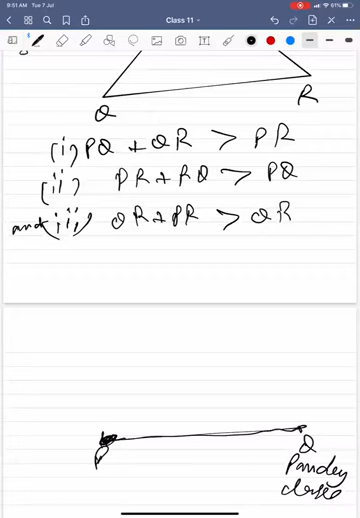 9:51 AM Tue 7 Jul
Class 11
Q
R
(i) PQ + QR > PR
(ii) PR + RQ > PQ
and (iii) QR + PR > QR
P
Q
Pandey
classes